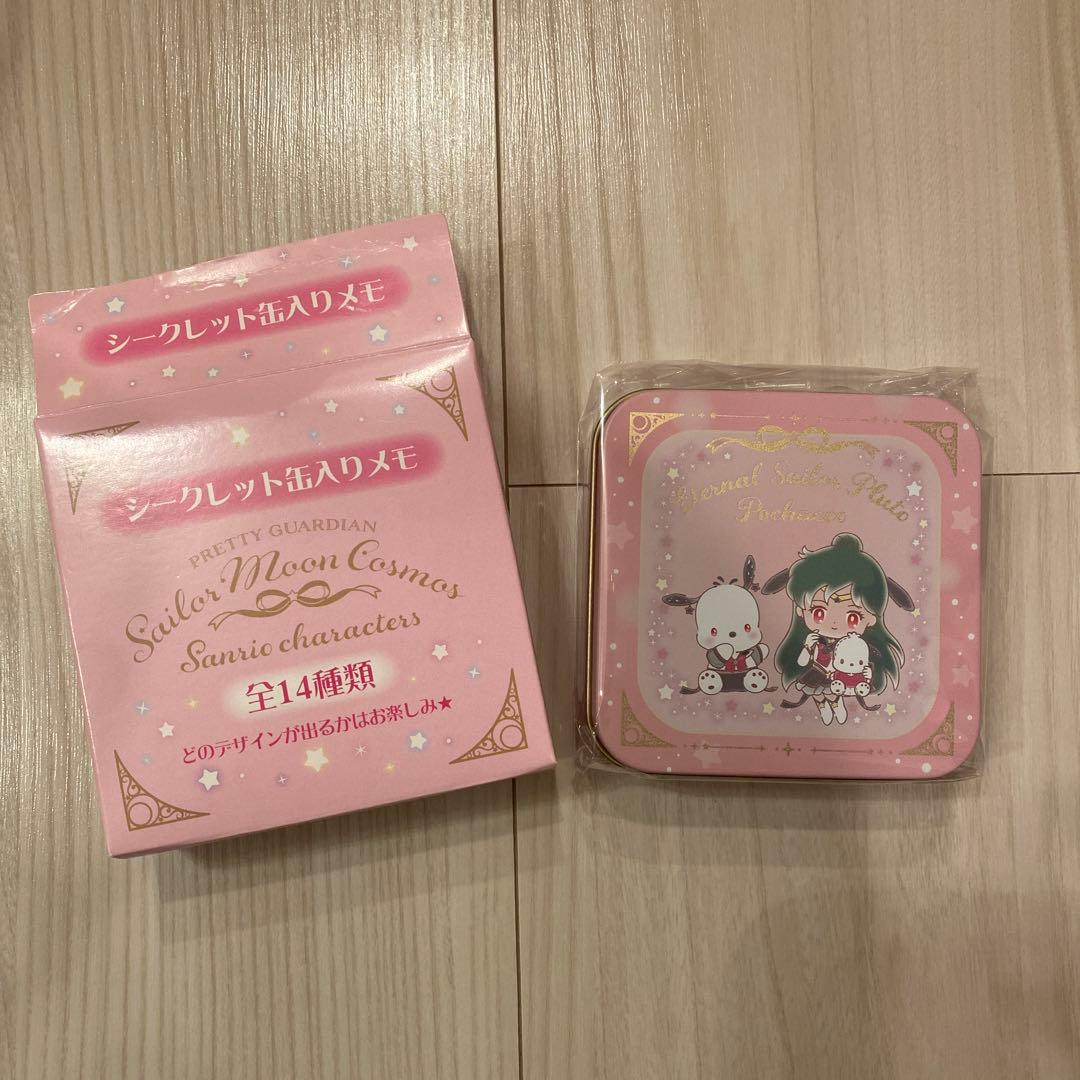 シークレット缶入りメモ
シークレット缶入りメモ
PRETTY GUARDIAN
Sailor Moon Cosmos
Sanrio characters
全14種類
どのデザインが出るかはお楽しみ★
Eternal Sailor Pluto
Pochacco